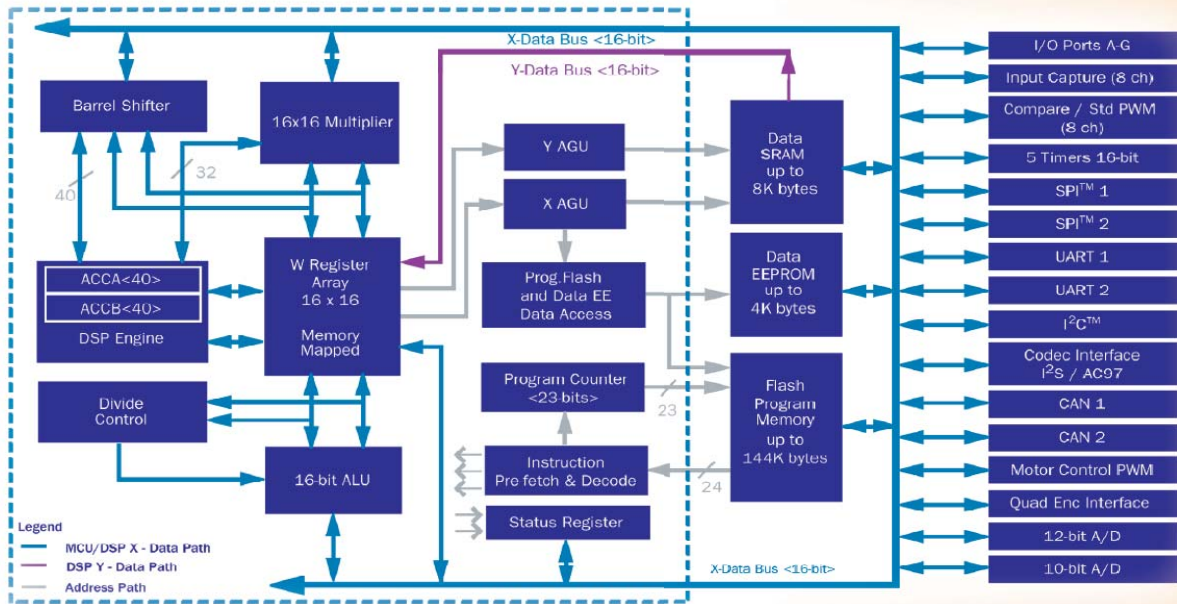 X-Data Bus <16-bit>
Y-Data Bus <16-bit>
Barrel Shifter
16x16 Multiplier
40
32
Y AGU
X AGU
Data
SRAM
up to
8K bytes
ACCA<40>
ACCB<40>
DSP Engine
W Register
Array
16 x 16
Memory
Mapped
Prog.Flash
and Data EE
Data Access
Data
EEPROM
up to
4K bytes
Divide
Control
Program Counter
<23-bits>
23
Flash
Program
Memory
up to
144K bytes
16-bit ALU
Instruction
Pre fetch & Decode
24
Status Register
X-Data Bus <16-bit>
Legend
MCU/DSP X - Data Path
DSP Y - Data Path
Address Path
I/O Ports A-G
Input Capture (8 ch)
Compare / Std PWM
(8 ch)
5 Timers 16-bit
SPI™ 1
SPI™ 2
UART 1
UART 2
I²C™
Codec Interface
I²S / AC97
CAN 1
CAN 2
Motor Control PWM
Quad Enc Interface
12-bit A/D
10-bit A/D